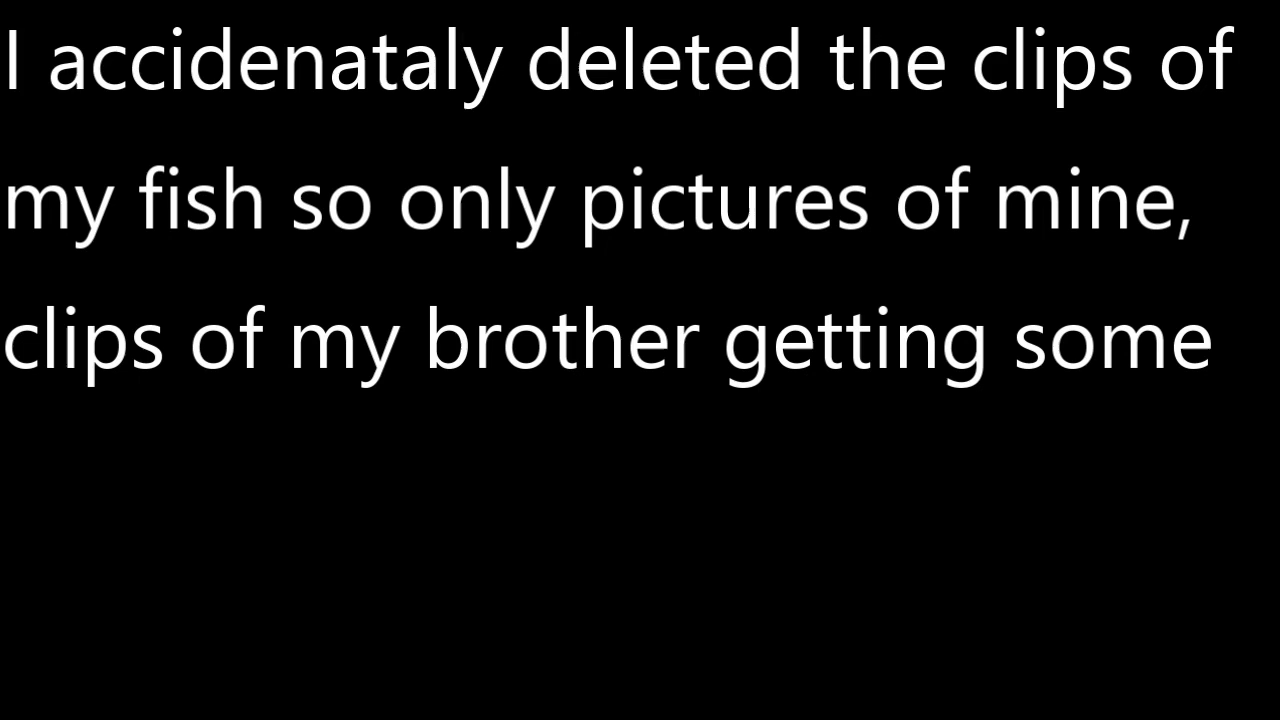 I accidenataly deleted the clips of
my fish so only pictures of mine,
clips of my brother getting some